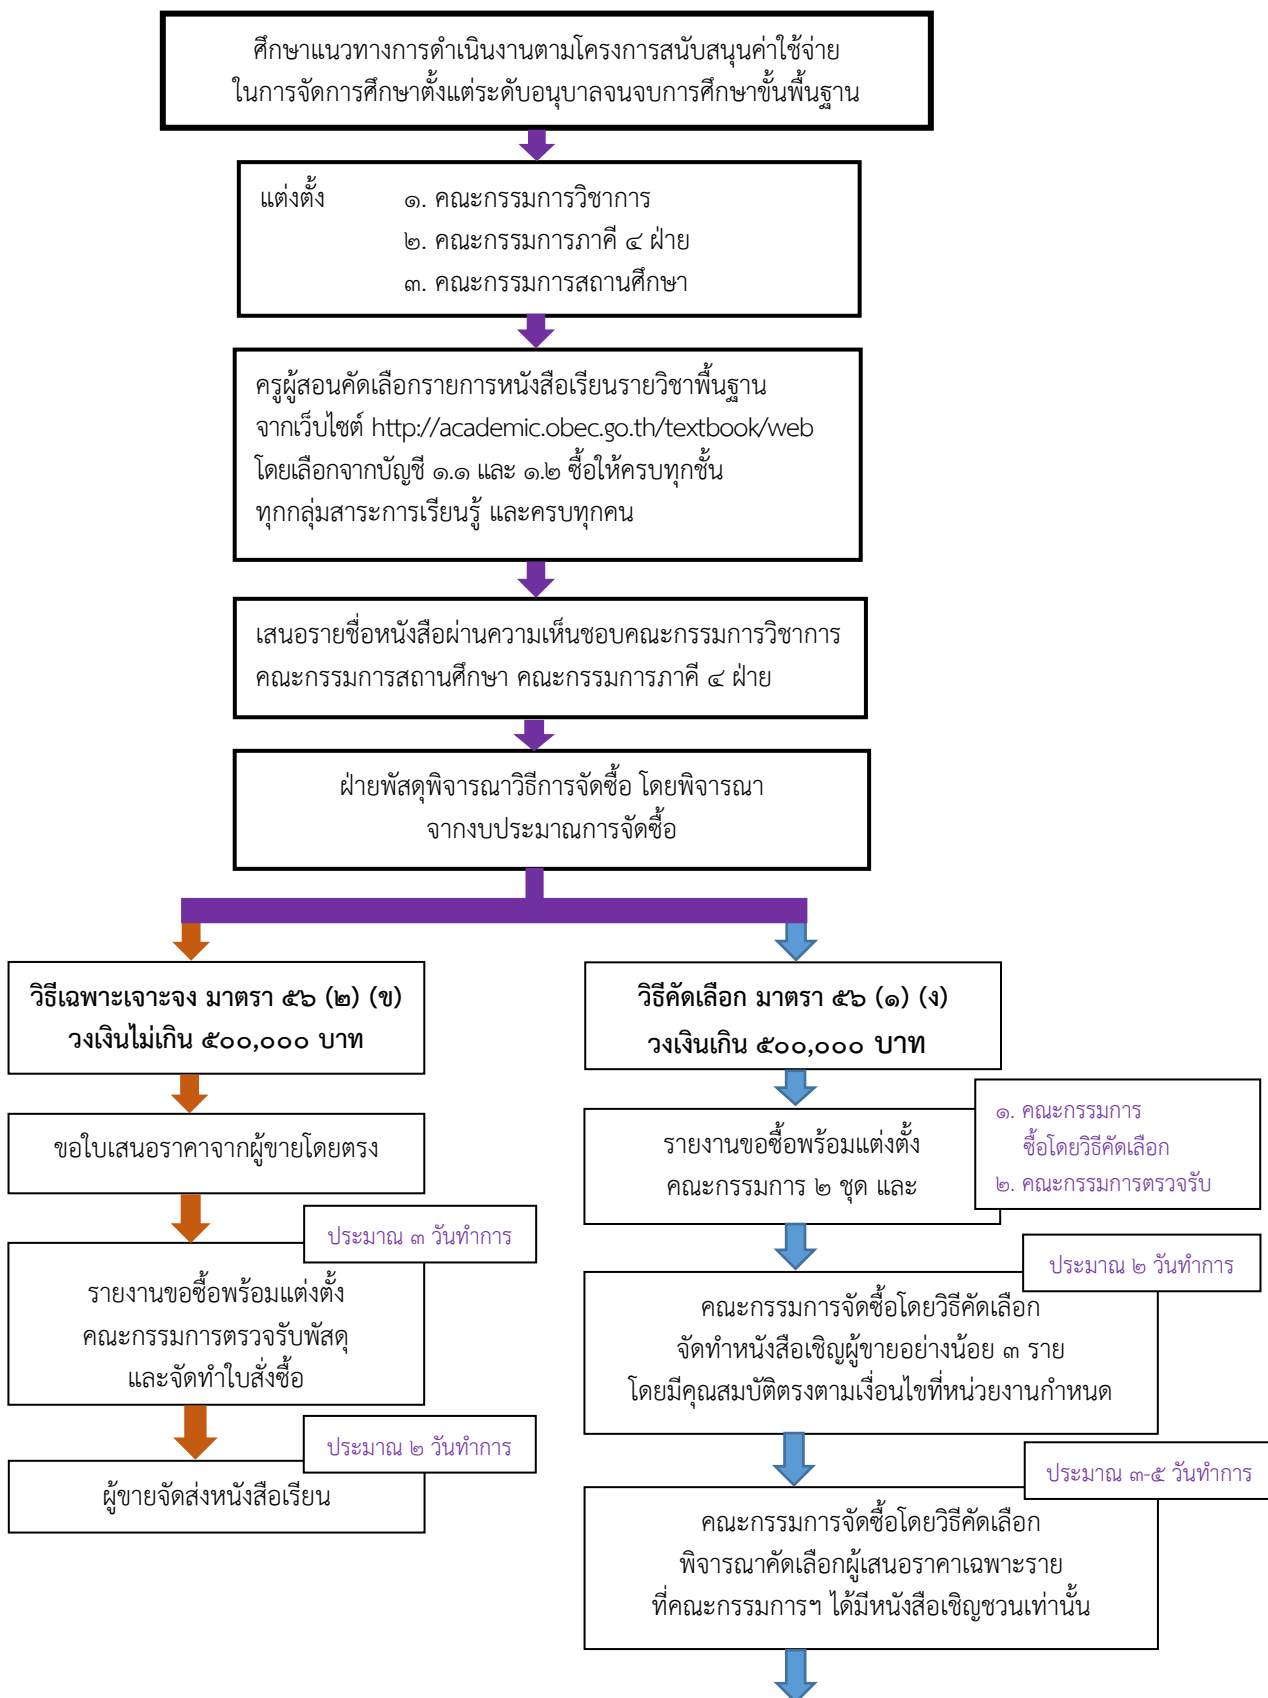 ศึกษาแนวทางการดำเนินงานตามโครงการสนับสนุนค่าใช้จ่าย
ในการจัดการศึกษาตั้งแต่ระดับอนุบาลจนจบการศึกษาขั้นพื้นฐาน
แต่งตั้ง ๑. คณะกรรมการวิชาการ
๒. คณะกรรมการภาคี ๔ ฝ่าย
๓. คณะกรรมการสถานศึกษา
ครูผู้สอนคัดเลือกรายการหนังสือเรียนรายวิชาพื้นฐาน
จากเว็บไซต์ http://academic.obec.go.th/textbook/web
โดยเลือกจากบัญชี ๑.๑ และ ๑.๒ ซื้อให้ครบทุกชั้น
ทุกกลุ่มสาระการเรียนรู้ และครบทุกคน
เสนอรายชื่อหนังสือผ่านความเห็นชอบคณะกรรมการวิชาการ
คณะกรรมการสถานศึกษา คณะกรรมการภาคี ๔ ฝ่าย
ฝ่ายพัสดุพิจารณาวิธีการจัดซื้อ โดยพิจารณา
จากงบประมาณการจัดซื้อ
วิธีเฉพาะเจาะจง มาตรา ๕๖ (๒) (ข)
วงเงินไม่เกิน ๕๐๐,๐๐๐ บาท
ขอใบเสนอราคาจากผู้ขายโดยตรง
ประมาณ ๓ วันทำการ
รายงานขอซื้อพร้อมแต่งตั้ง
คณะกรรมการตรวจรับพัสดุ
และจัดทำใบสั่งซื้อ
ประมาณ ๒ วันทำการ
ผู้ขายจัดส่งหนังสือเรียน
วิธีคัดเลือก มาตรา ๕๖ (๑) (ง)
วงเงินเกิน ๕๐๐,๐๐๐ บาท
รายงานขอซื้อพร้อมแต่งตั้ง
คณะกรรมการ ๒ ชุด และ
๑. คณะกรรมการ
ซื้อโดยวิธีคัดเลือก
๒. คณะกรรมการตรวจรับ
ประมาณ ๒ วันทำการ
คณะกรรมการจัดซื้อโดยวิธีคัดเลือก
จัดทำหนังสือเชิญผู้ขายอย่างน้อย ๓ ราย
โดยมีคุณสมบัติตรงตามเงื่อนไขที่หน่วยงานกำหนด
ประมาณ ๓-๕ วันทำการ
คณะกรรมการจัดซื้อโดยวิธีคัดเลือก
พิจารณาคัดเลือกผู้เสนอราคาเฉพาะราย
ที่คณะกรรมการฯ ได้มีหนังสือเชิญชวนเท่านั้น